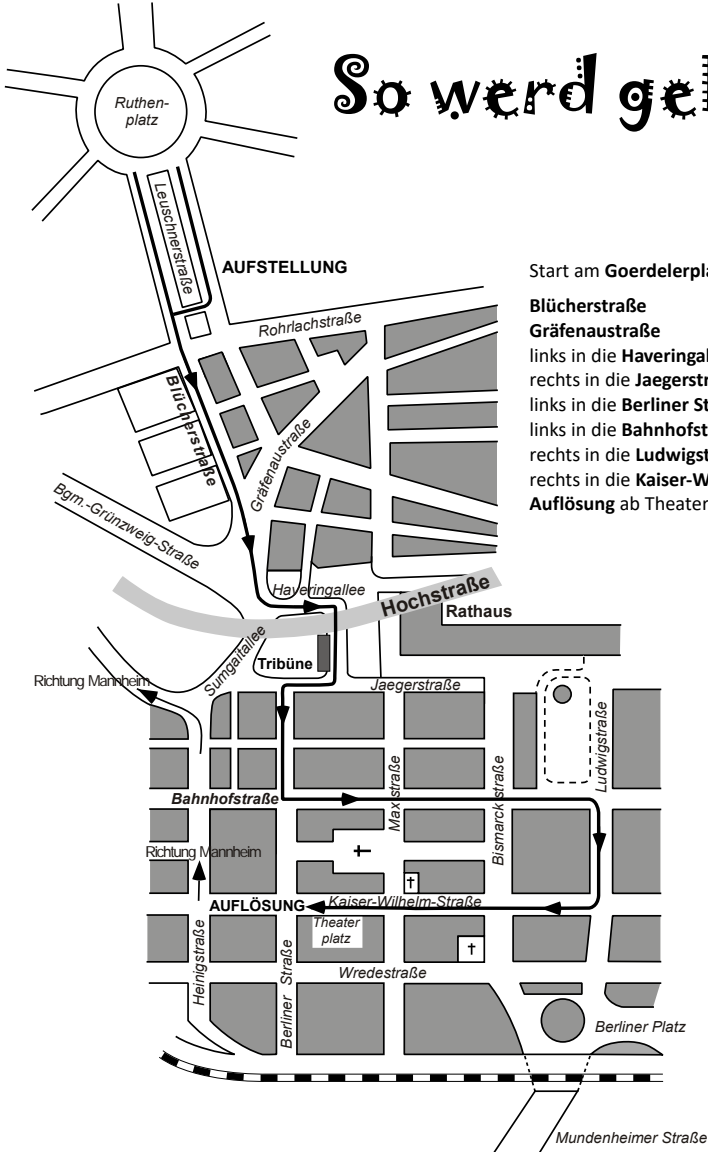 So werd gel
Ruthen-
platz
Leuschnerstraße
AUFSTELLUNG
Rohrlachstraße
Start am Goerdelerpla
Blücherstraße
Gräfenaustraße
links in die Haveringal
rechts in die Jaegerstr
links in die Berliner St
links in die Bahnhofst
rechts in die Ludwigst
rechts in die Kaiser-W
Auflösung ab Theater
Blücherstraße
Gräfenaustraße
Bgm.-Grünzweig-Straße
Haveringallee
Hochstraße
Rathaus
Sumgaitallee
Tribüne
Richtung Mannheim
Jaegerstraße
Ludwigstraße
Maxstraße
Bismarckstraße
Bahnhofstraße
Richtung Mannheim
AUFLÖSUNG
Kaiser-Wilhelm-Straße
Theater
platz
Heinigstraße
Berliner Straße
Wredestraße
Berliner Platz
Mundenheimer Straße